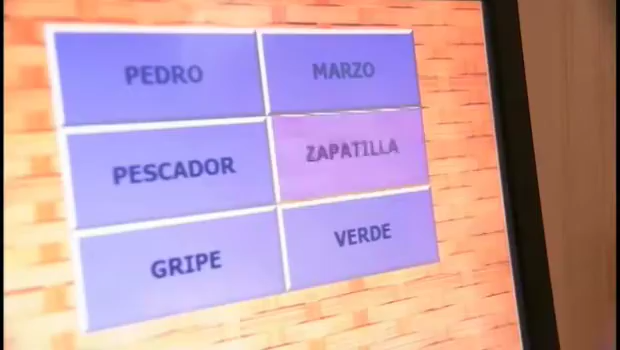 PEDRO
MARZO
PESCADOR
ZAPATILLA
GRIPE
VERDE